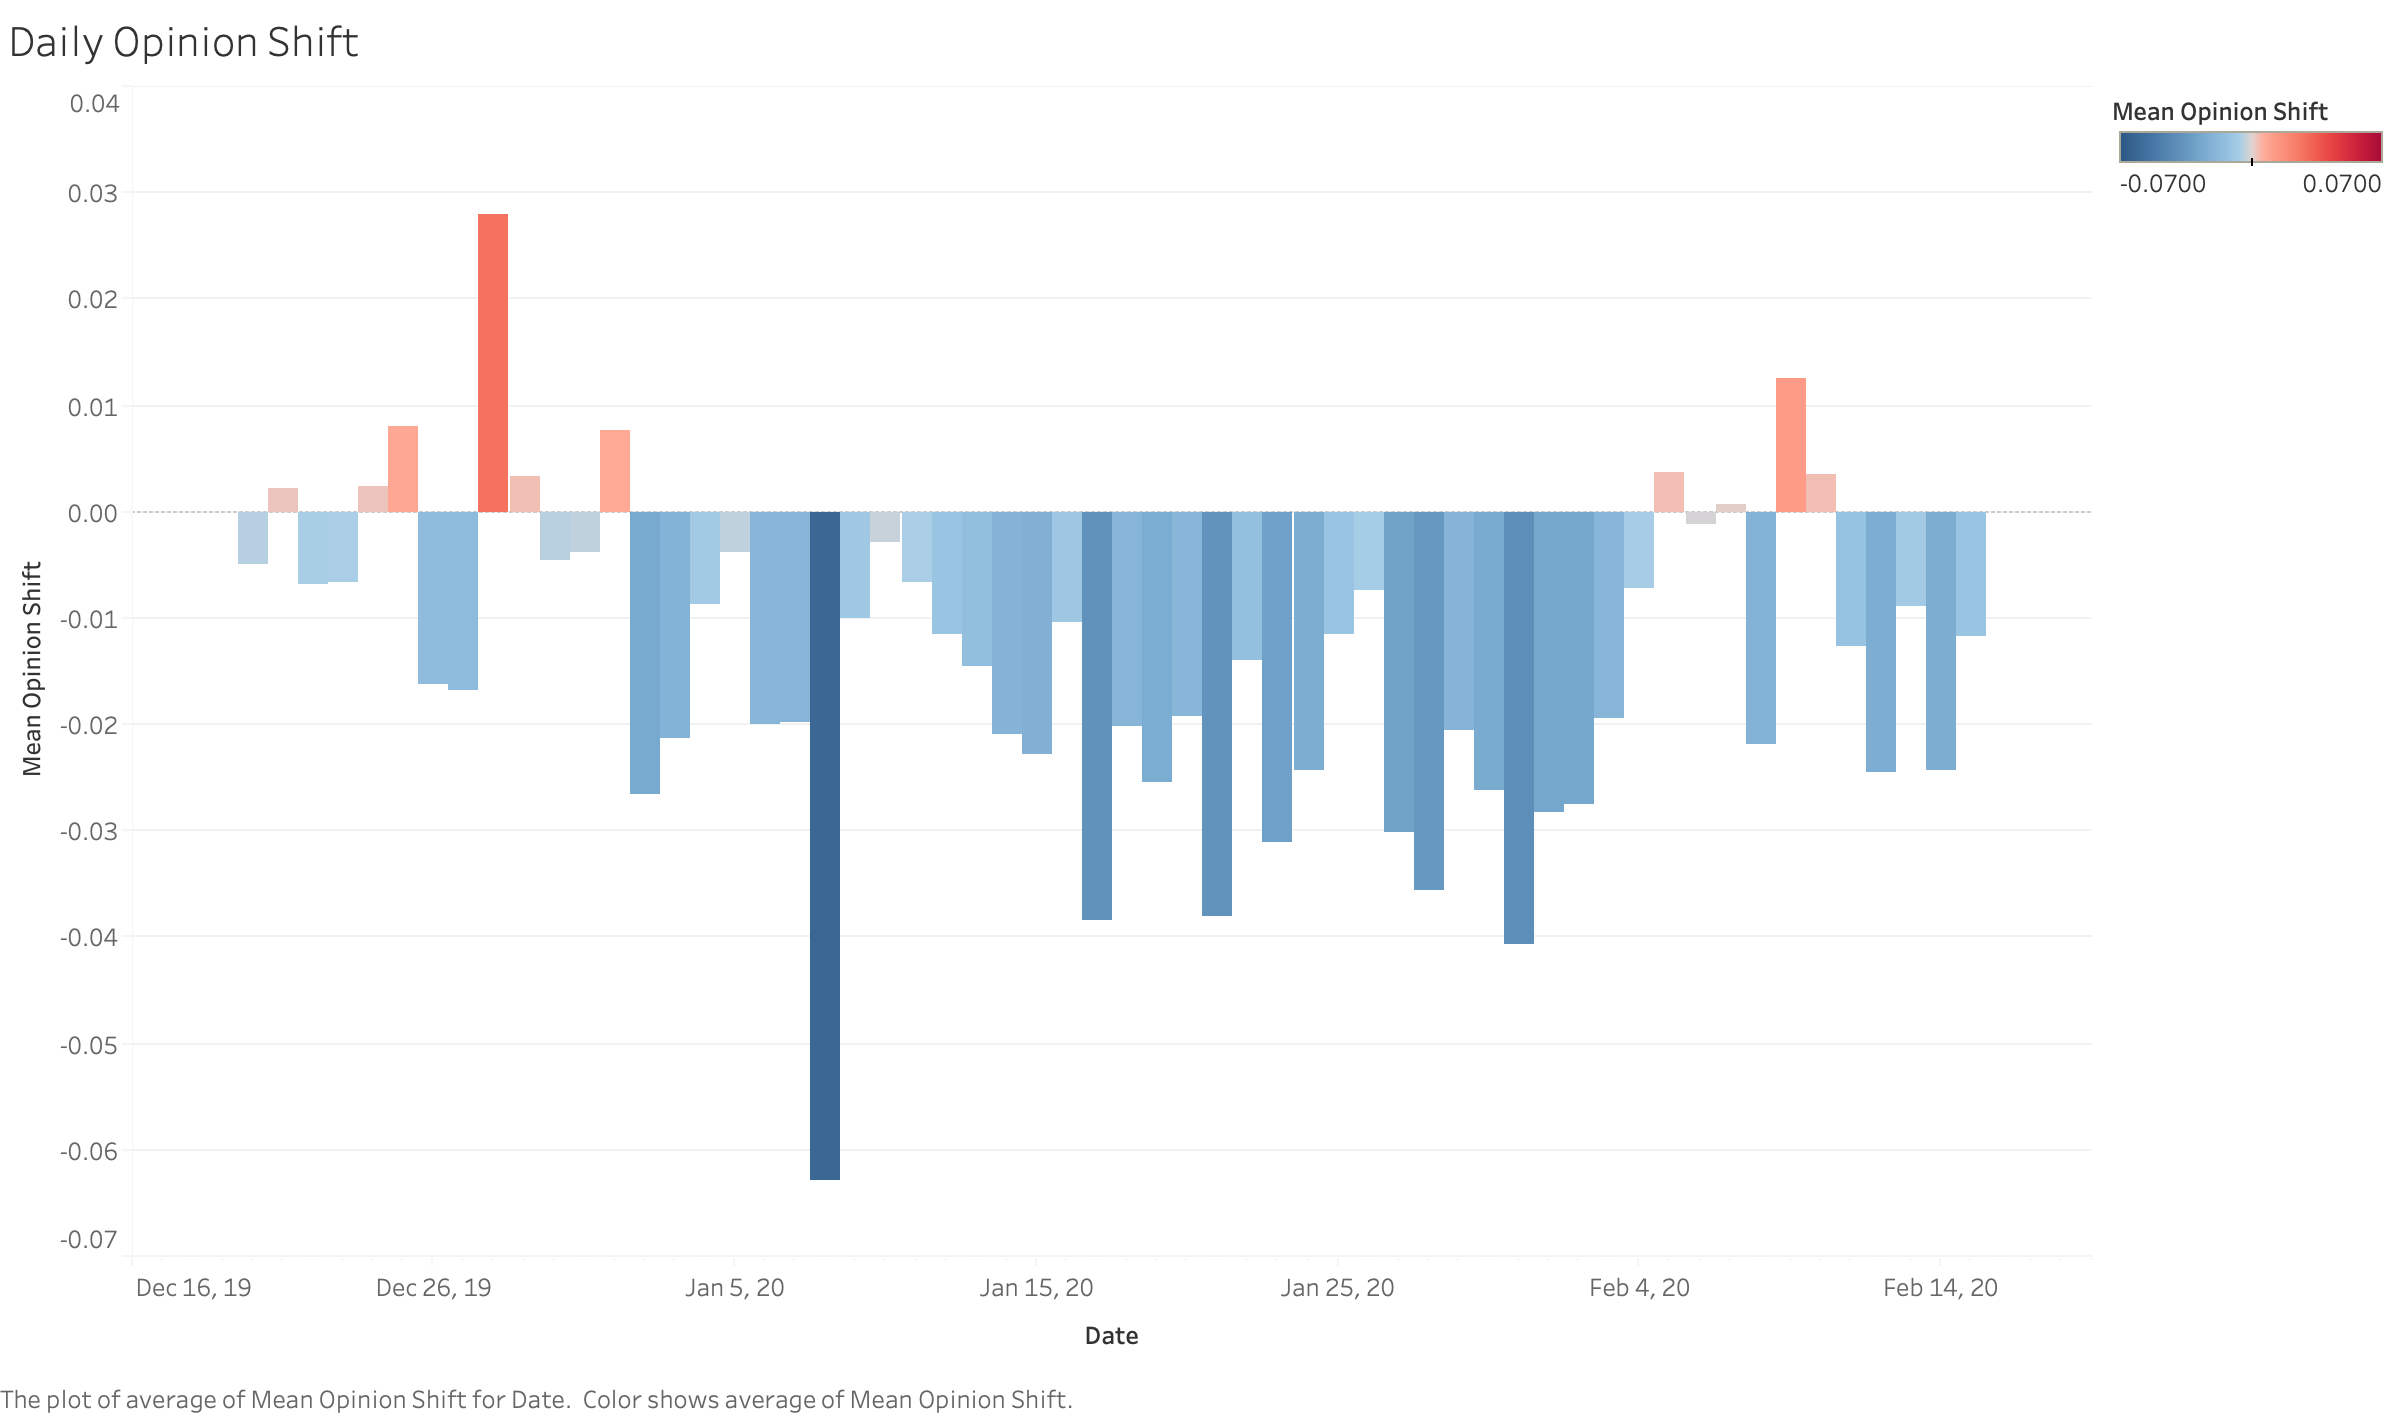 Daily Opinion Shift
0.04
0.03
0.02
0.01
0.00
-0.01
-0.02
-0.03
-0.04
-0.05
-0.06
-0.07
Mean Opinion Shift
Dec 16, 19 Dec 26, 19 Jan 5, 20 Jan 15, 20 Jan 25, 20 Feb 4, 20 Feb 14, 20
Date
Mean Opinion Shift
-0.0700 0.0700
The plot of average of Mean Opinion Shift for Date. Color shows average of Mean Opinion Shift.